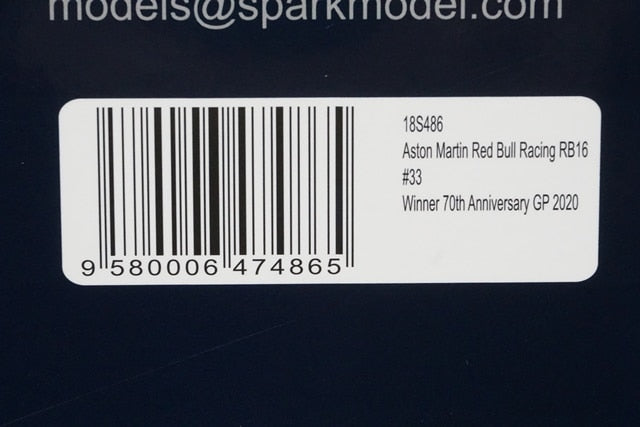 models@sparkmodel.com
18S486
Aston Martin Red Bull Racing RB16
#33
Winner 70th Anniversary GP 2020
9 580006 474865